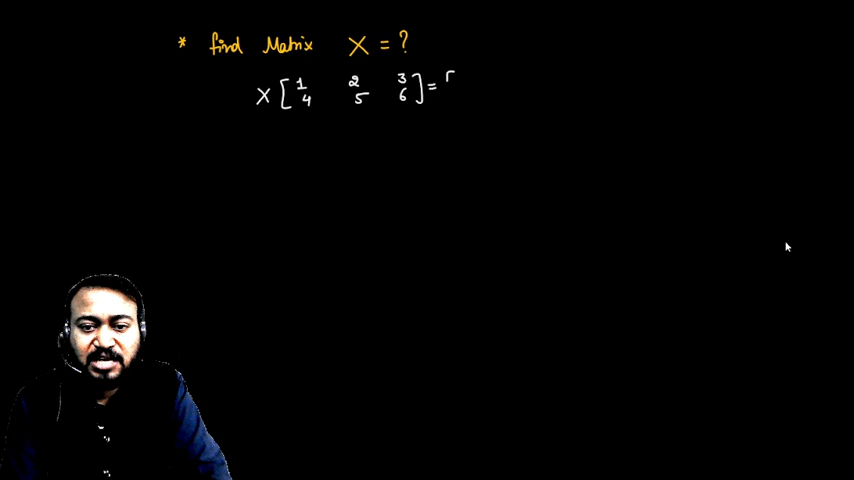 * find Matrix X = ?
X [ 1 2 3
4 5 6 ] = [